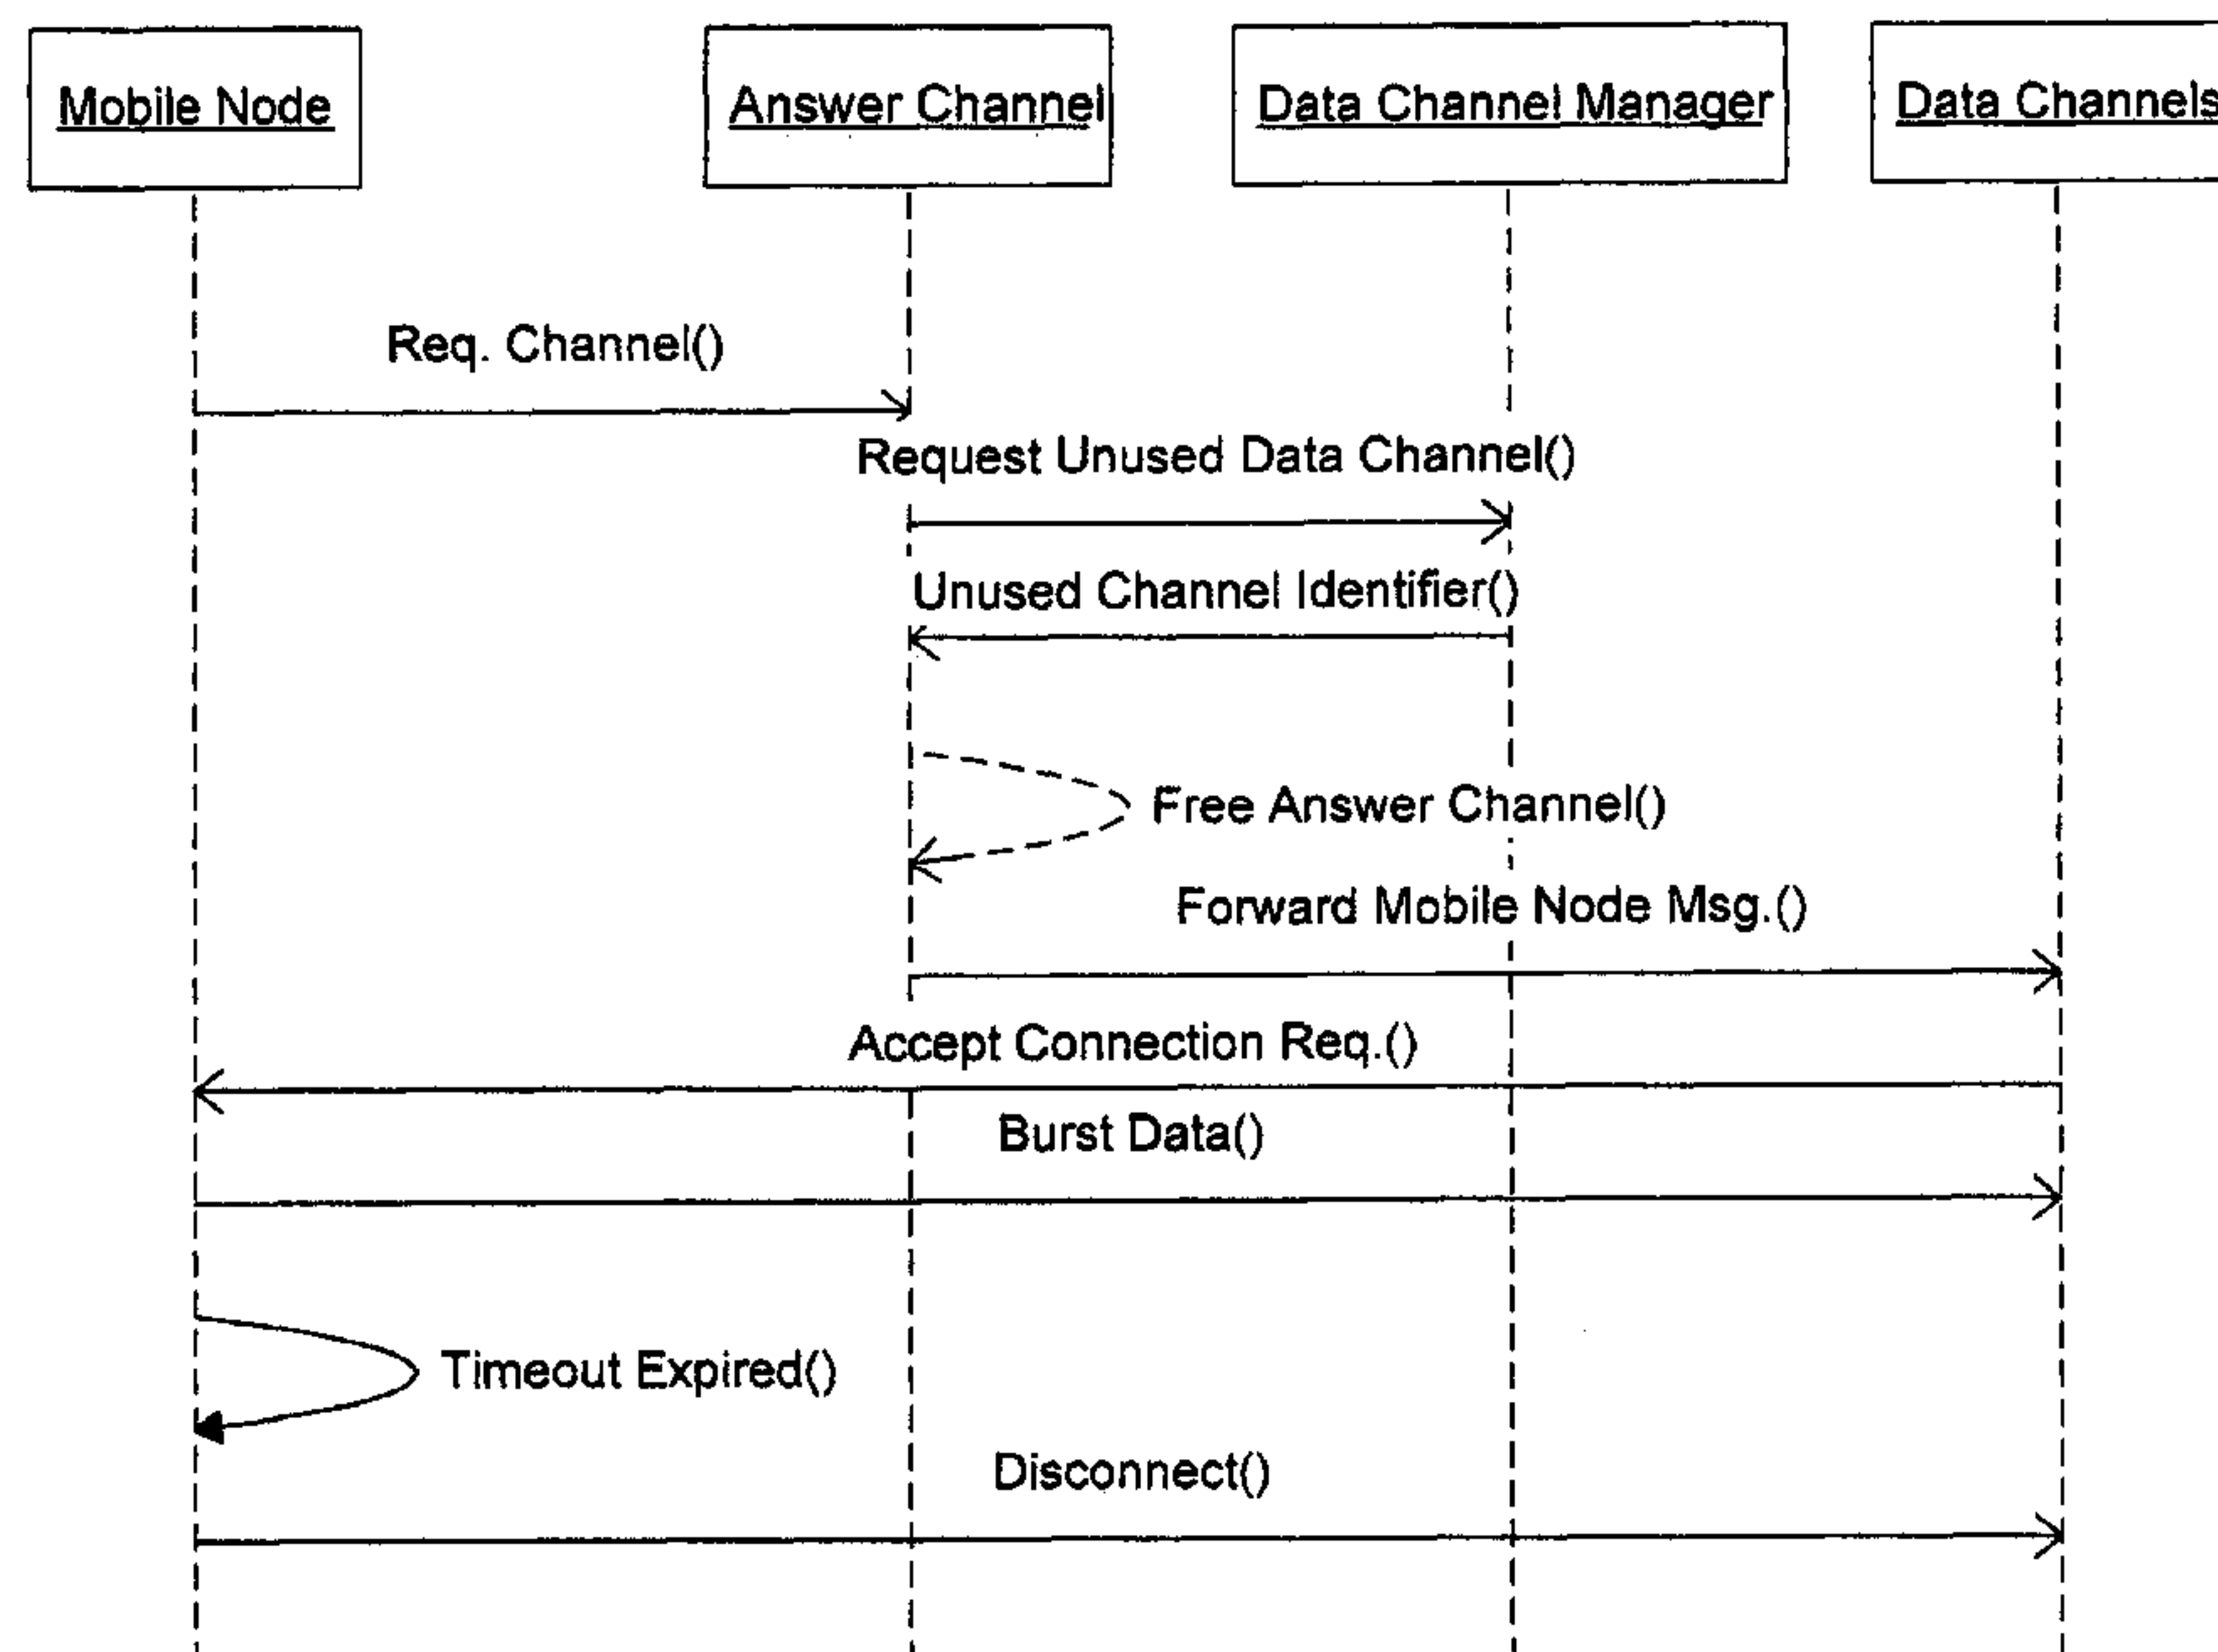 Mobile Node
Answer Channel
Data Channel Manager
Data Channels
Req. Channel()
Request Unused Data Channel()
Unused Channel Identifier()
Free Answer Channel()
Forward Mobile Node Msg.()
Accept Connection Req.()
Burst Data()
Timeout Expired()
Disconnect()